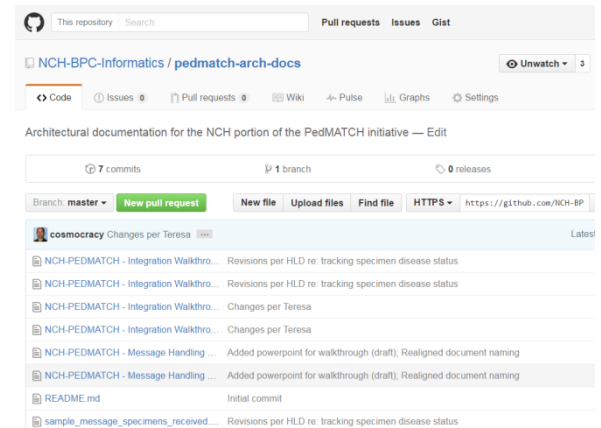 This repository Search Pull requests Issues Gist
NCH-BPC-Informatics / pedmatch-arch-docs Unwatch 3
Code Issues 0 Pull requests 0 Wiki Pulse Graphs Settings
Architectural documentation for the NCH portion of the PedMATCH initiative — Edit
7 commits 1 branch 0 releases
Branch: master New pull request New file Upload files Find file HTTPS https://github.com/NCH-BP
cosmocracy Changes per Teresa ... Latest
NCH-PEDMATCH - Integration Walkthro... Revisions per HLD re: tracking specimen disease status
NCH-PEDMATCH - Integration Walkthro... Revisions per HLD re: tracking specimen disease status
NCH-PEDMATCH - Integration Walkthro... Changes per Teresa
NCH-PEDMATCH - Integration Walkthro... Changes per Teresa
NCH-PEDMATCH - Message Handling ... Added powerpoint for walkthrough (draft); Realigned document naming
NCH-PEDMATCH - Message Handling ... Added powerpoint for walkthrough (draft); Realigned document naming
README.md Initial commit
sample_message_specimens_received.... Revisions per HLD re: tracking specimen disease status